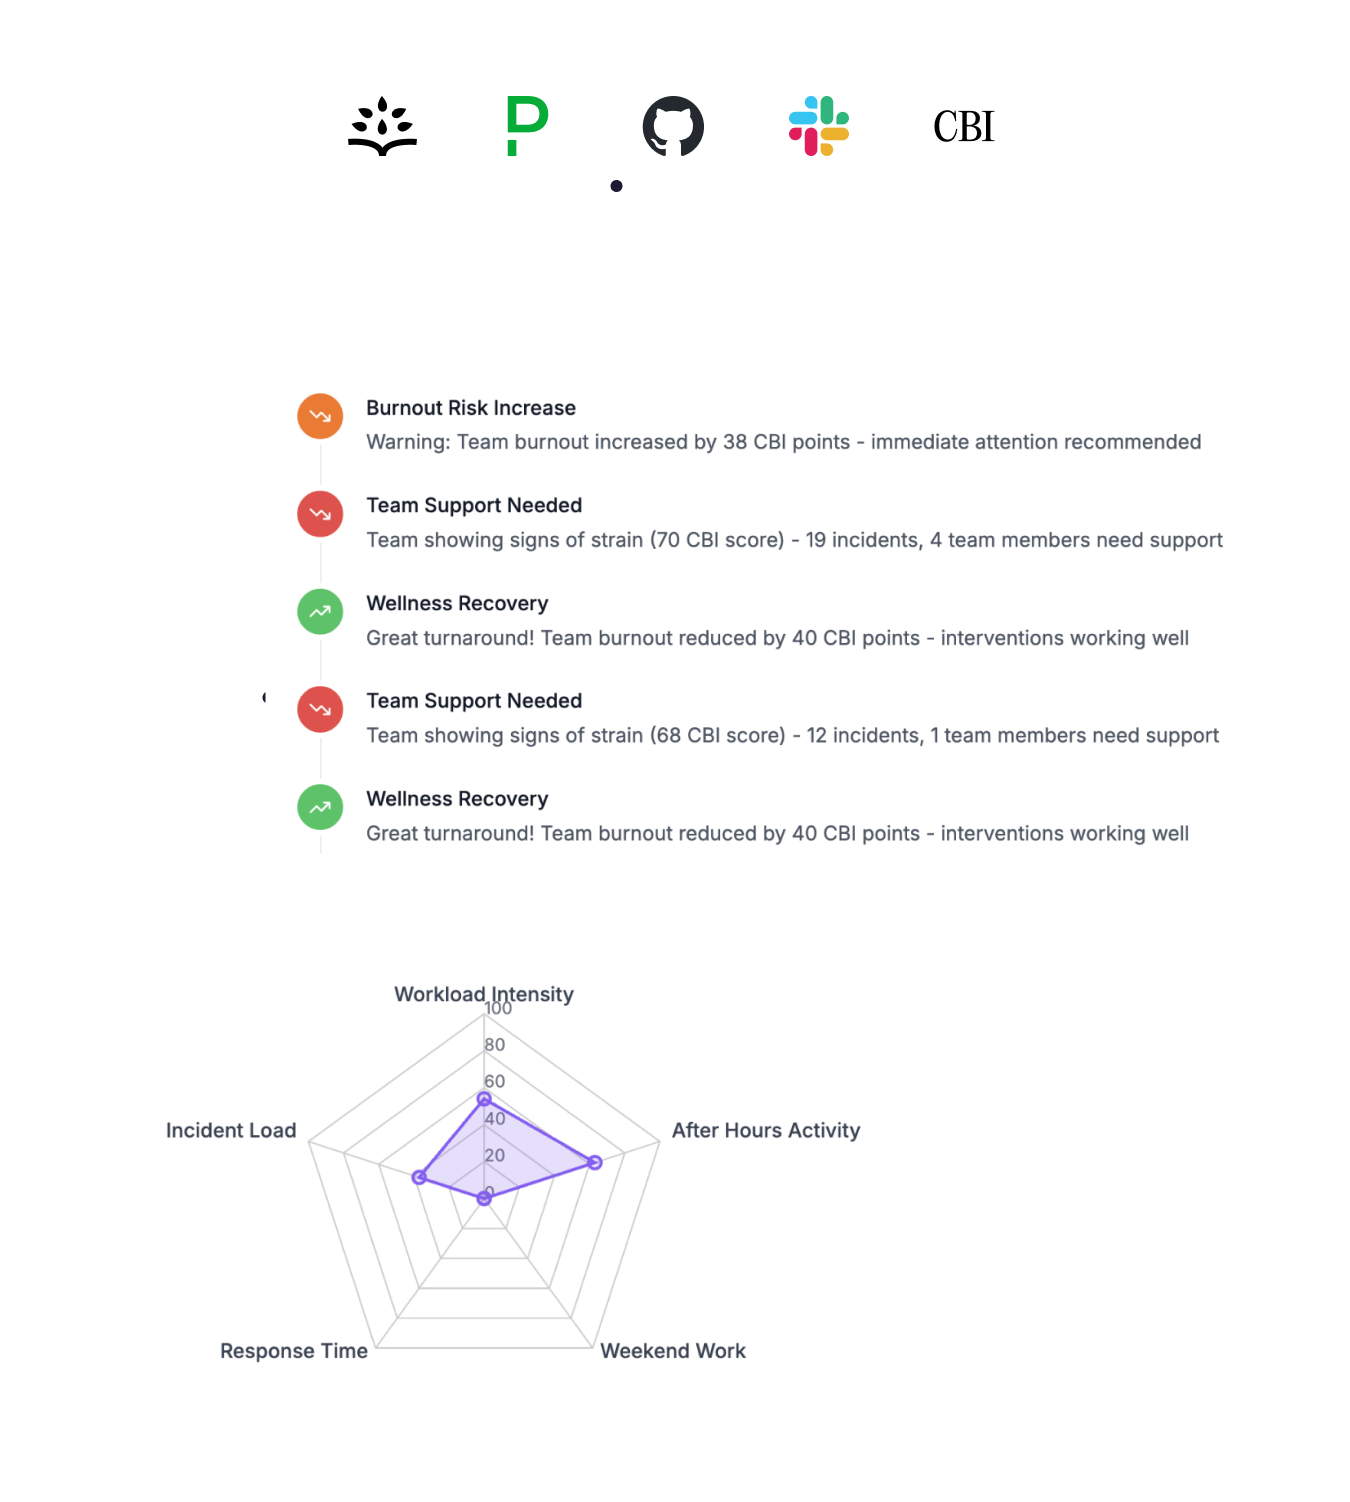 CBI
Burnout Risk Increase
Warning: Team burnout increased by 38 CBI points - immediate attention recommended
Team Support Needed
Team showing signs of strain (70 CBI score) - 19 incidents, 4 team members need support
Wellness Recovery
Great turnaround! Team burnout reduced by 40 CBI points - interventions working well
Team Support Needed
Team showing signs of strain (68 CBI score) - 12 incidents, 1 team members need support
Wellness Recovery
Great turnaround! Team burnout reduced by 40 CBI points - interventions working well
Workload Intensity
100
80
60
40
20
0
Incident Load
After Hours Activity
Response Time
Weekend Work